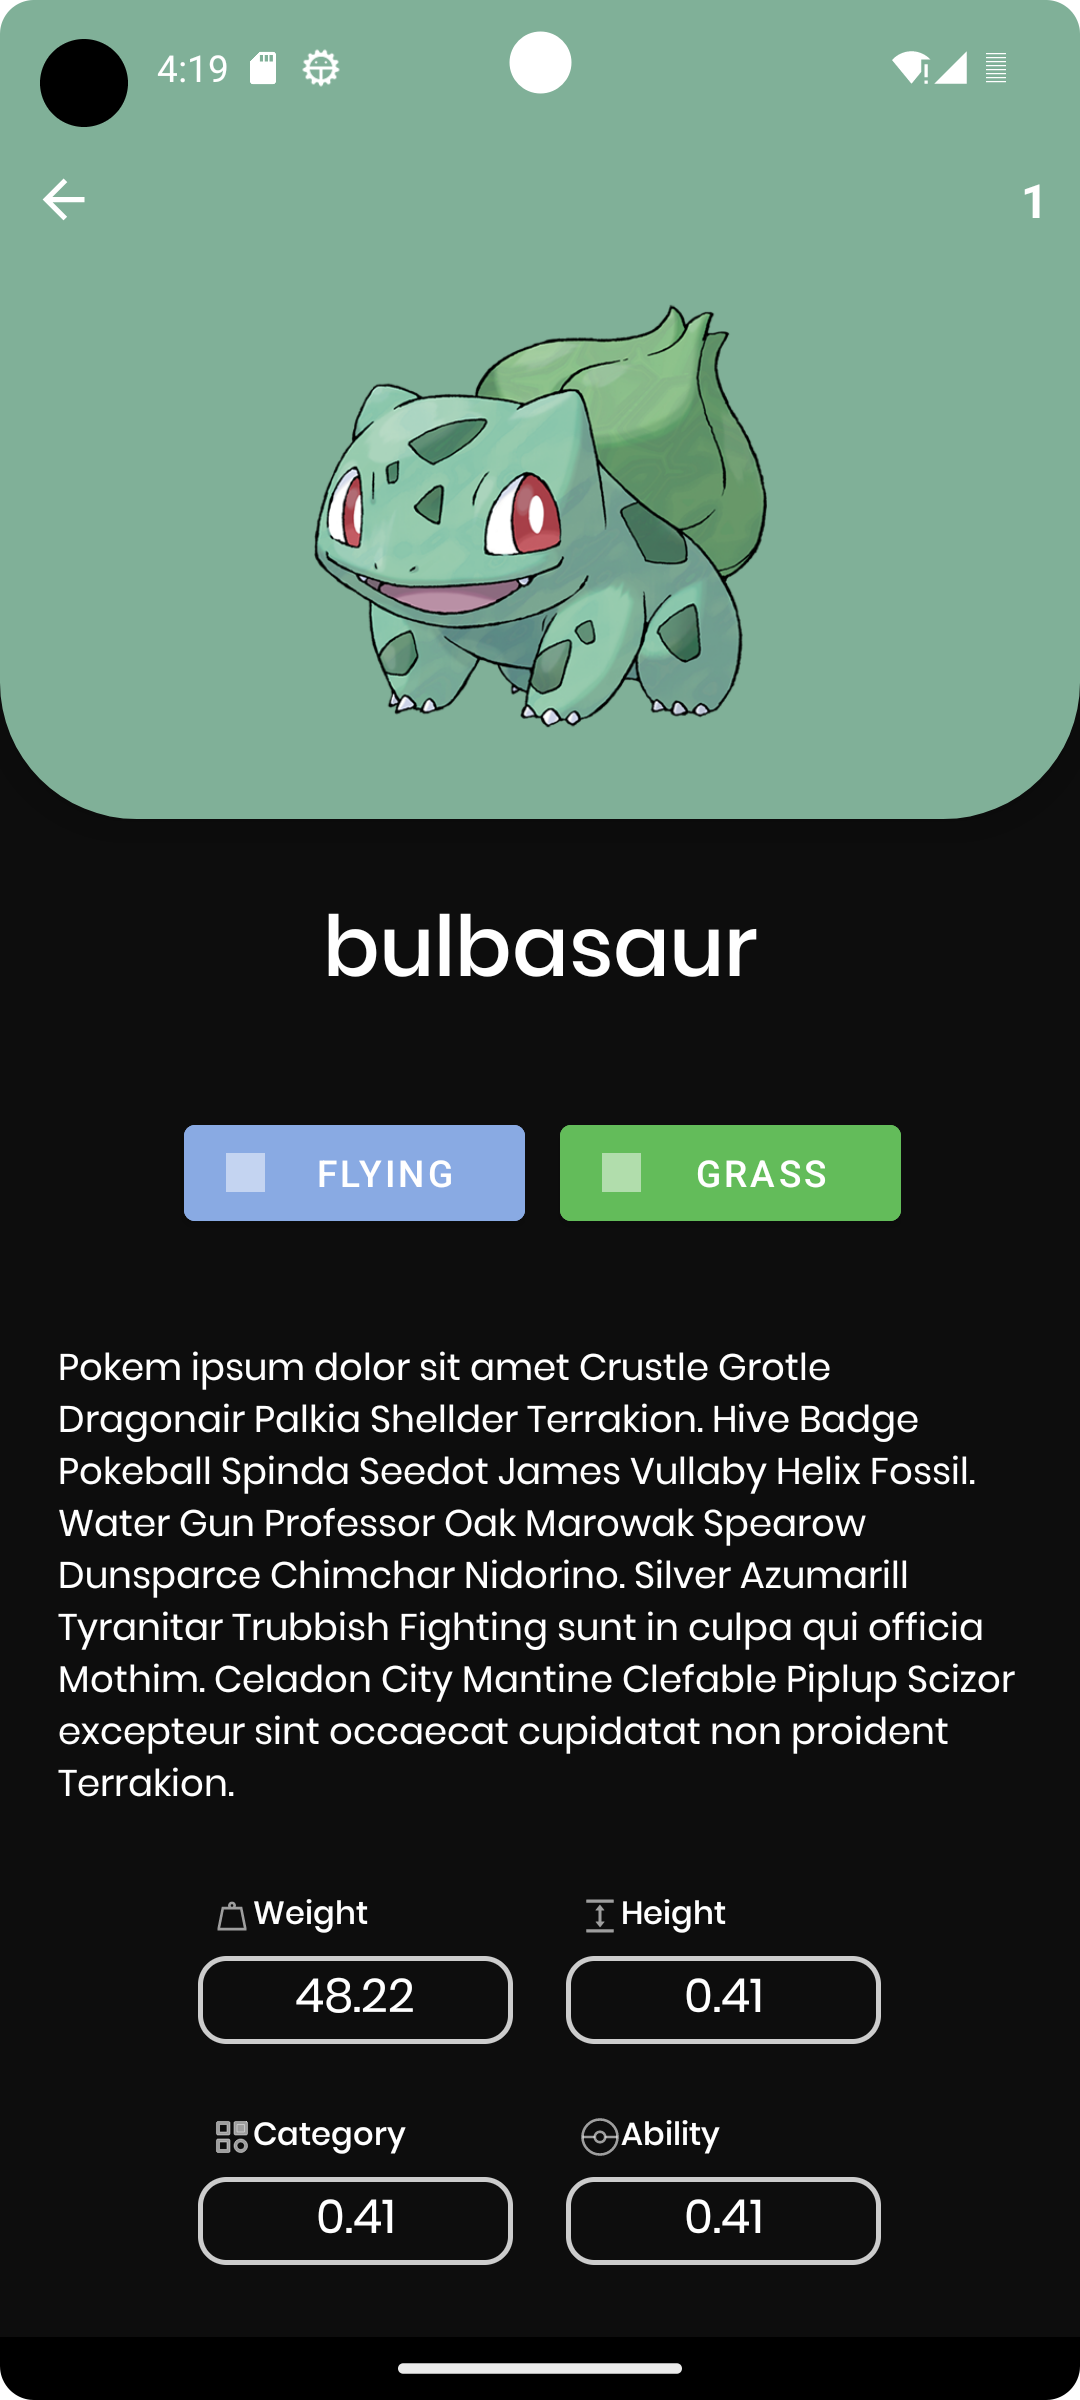 4:19
1
bulbasaur
FLYING GRASS
Pokem ipsum dolor sit amet Crustle Grotle
Dragonair Palkia Shellder Terrakion. Hive Badge
Pokeball Spinda Seedot James Vullaby Helix Fossil.
Water Gun Professor Oak Marowak Spearow
Dunsparce Chimchar Nidorino. Silver Azumarill
Tyranitar Trubbish Fighting sunt in culpa qui officia
Mothim. Celadon City Mantine Clefable Piplup Scizor
excepteur sint occaecat cupidatat non proident
Terrakion.
Weight Height
48.22 0.41
Category Ability
0.41 0.41